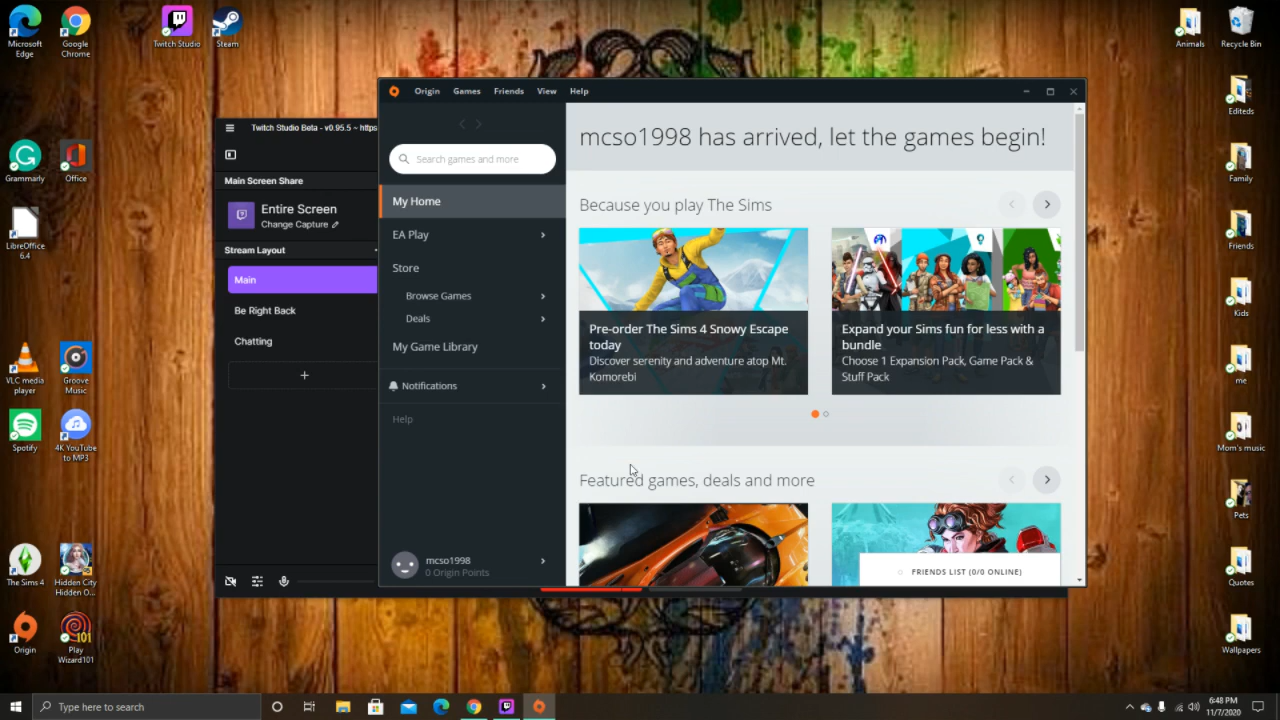 Microsoft
Edge
Google
Chrome
Twitch Studio
Steam
Animals
Recycle Bin
Grammarly
Office
LibreOffice
6.4
VLC media
player
Groove
Music
Spotify
4K YouTube
to MP3
The Sims 4
Hidden City
Hidden O...
Origin
101
Play
Wizard101
Editeds
Family
Friends
Kids
me
Mom's music
Pets
Quotes
Wallpapers
Twitch Studio Beta - v0.95.5 ~ https
Main Screen Share
Entire Screen
Change Capture
Stream Layout
Main
Be Right Back
Chatting
+
Origin Games Friends View Help
Search games and more
My Home
EA Play
Store
Browse Games
Deals
My Game Library
Notifications
Help
mcso1998
0 Origin Points
mcso1998 has arrived, let the games begin!
Because you play The Sims
Pre-order The Sims 4 Snowy Escape
today
Discover serenity and adventure atop Mt.
Komorebi
Expand your Sims fun for less with a
bundle
Choose 1 Expansion Pack, Game Pack &
Stuff Pack
Featured games, deals and more
FRIENDS LIST (0/0 ONLINE)
Type here to search
6:48 PM
11/7/2020